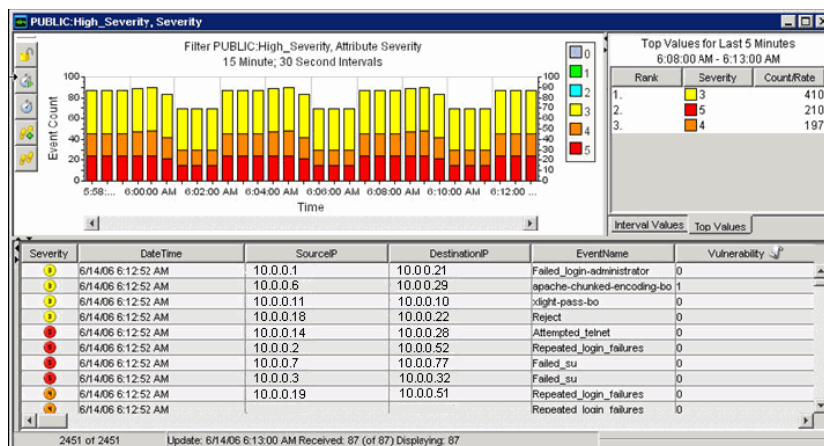 PUBLIC:High_Severity, Severity
Filter PUBLIC:High_Severity, Attribute Severity
15 Minute; 30 Second Intervals
Event Count
100
80
60
40
20
0
100
90
80
70
60
50
40
30
20
10
0
5:58:... 6:00:00 AM 6:02:00 AM 6:04:00 AM 6:06:00 AM 6:08:00 AM 6:10:00 AM 6:12:00 ...
Time
0
1
2
3
4
5
Top Values for Last 5 Minutes
6:08:00 AM - 6:13:00 AM
Rank Severity Count/Rate
1. 3 410
2. 5 210
3. 4 197
Interval Values Top Values
Severity DateTime SourceIP DestinationIP EventName Vulnerability
3 6/14/06 6:12:52 AM 10.0.0.1 10.0.0.21 Failed_login-administrator 0
3 6/14/06 6:12:52 AM 10.0.0.6 10.0.0.29 apache-chunked-encoding-bo 1
3 6/14/06 6:12:52 AM 10.0.0.11 10.0.0.10 xlight-pass-bo 0
3 6/14/06 6:12:52 AM 10.0.0.18 10.0.0.22 Reject 0
5 6/14/06 6:12:52 AM 10.0.0.14 10.0.0.28 Attempted_telnet 0
5 6/14/06 6:12:52 AM 10.0.0.2 10.0.0.52 Repeated_login_failures 0
5 6/14/06 6:12:52 AM 10.0.0.7 10.0.0.77 Failed_su 0
5 6/14/06 6:12:52 AM 10.0.0.3 10.0.0.32 Failed_su 0
4 6/14/06 6:12:52 AM 10.0.0.19 10.0.0.51 Repeated_login_failures 0
4 6/14/06 6:12:52 AM Repeated_login_failures 0
2451 of 2451 Update: 6/14/06 6:13:00 AM Received: 87 (of 87) Displaying: 87